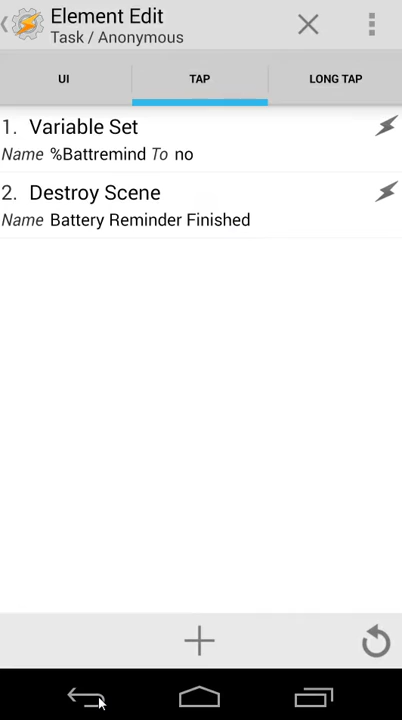 Element Edit
Task / Anonymous
UI
TAP
LONG TAP
1. Variable Set
Name %Battremind To no
2. Destroy Scene
Name Battery Reminder Finished